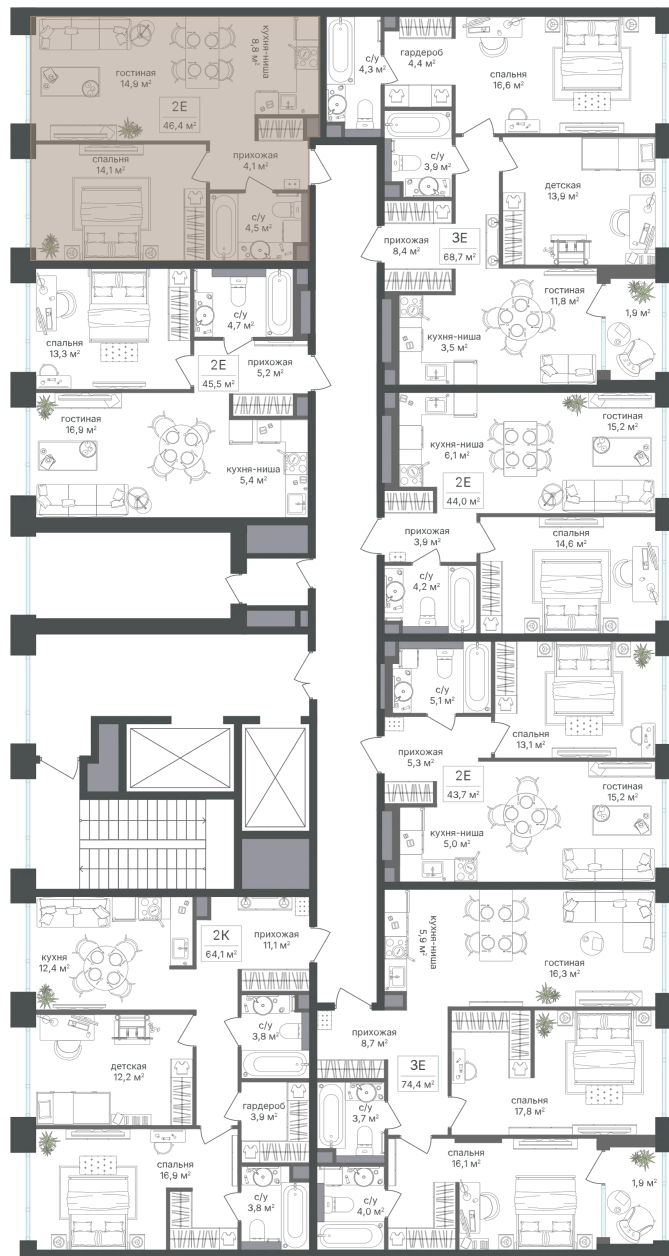 кухня-ниша
8,8 м²
гостиная
14,9 м²
2Е
46,4 м²
спальня
14,1 м²
прихожая
4,1 м²
с/у
4,5 м²
с/у
4,3 м²
гардероб
4,4 м²
спальня
16,6 м²
с/у
3,9 м²
детская
13,9 м²
прихожая
8,4 м²
3Е
68,7 м²
гостиная
11,8 м²
1,9 м²
кухня-ниша
3,5 м²
спальня
13,3 м²
с/у
4,7 м²
2Е
45,5 м²
прихожая
5,2 м²
гостиная
16,9 м²
кухня-ниша
5,4 м²
гостиная
15,2 м²
кухня-ниша
6,1 м²
2Е
44,0 м²
прихожая
3,9 м²
спальня
14,6 м²
с/у
4,2 м²
с/у
5,1 м²
прихожая
5,3 м²
спальня
13,1 м²
2Е
43,7 м²
гостиная
15,2 м²
кухня-ниша
5,0 м²
кухня
12,4 м²
2К
64,1 м²
прихожая
11,1 м²
с/у
3,8 м²
детская
12,2 м²
гардероб
3,9 м²
спальня
16,9 м²
с/у
3,8 м²
кухня-ниша
5,9 м²
гостиная
16,3 м²
прихожая
8,7 м²
3Е
74,4 м²
спальня
17,8 м²
с/у
3,7 м²
спальня
16,1 м²
с/у
4,0 м²
1,9 м²